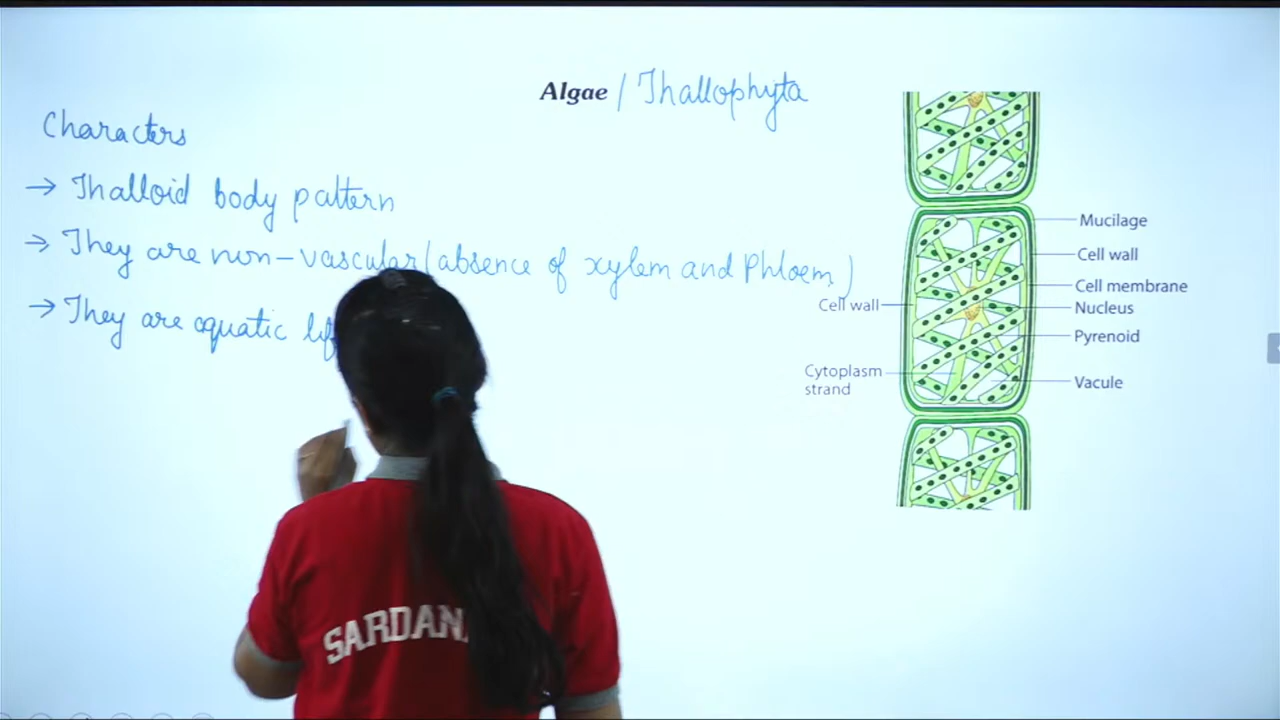 Algae / Thallophyta
Characters
→ Thalloid body pattern
→ They are non-vascular (absence of xylem and Phloem)
→ They are aquatic
Mucilage
Cell wall
Cell membrane
Nucleus
Pyrenoid
Vacule
Cell wall
Cytoplasm
strand